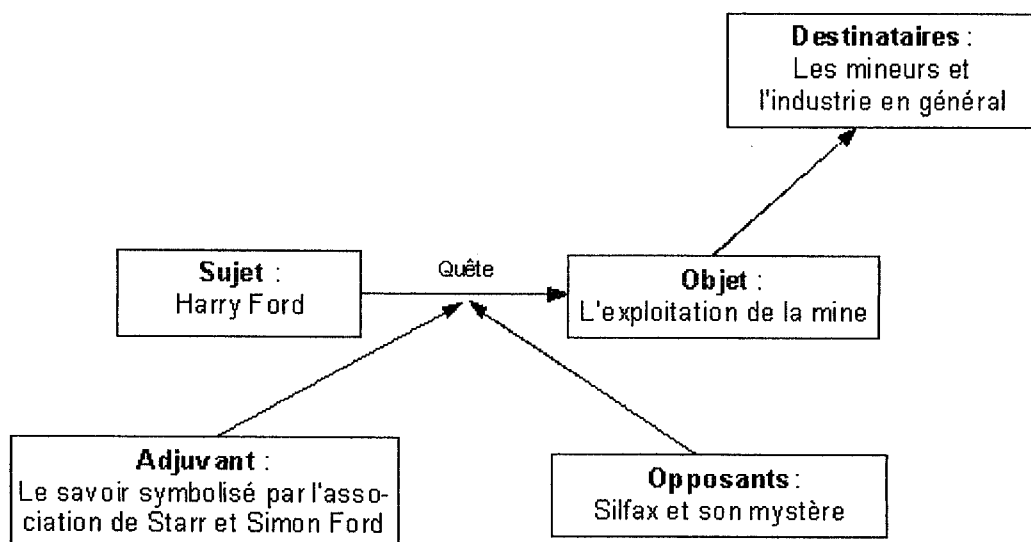 Destinataires :
Les mineurs et
l'industrie en général
Sujet :
Harry Ford
Quête
Objet :
L'exploitation de la mine
Adjuvant :
Le savoir symbolisé par l'asso-
ciation de Starr et Simon Ford
Opposants :
Silfax et son mystère